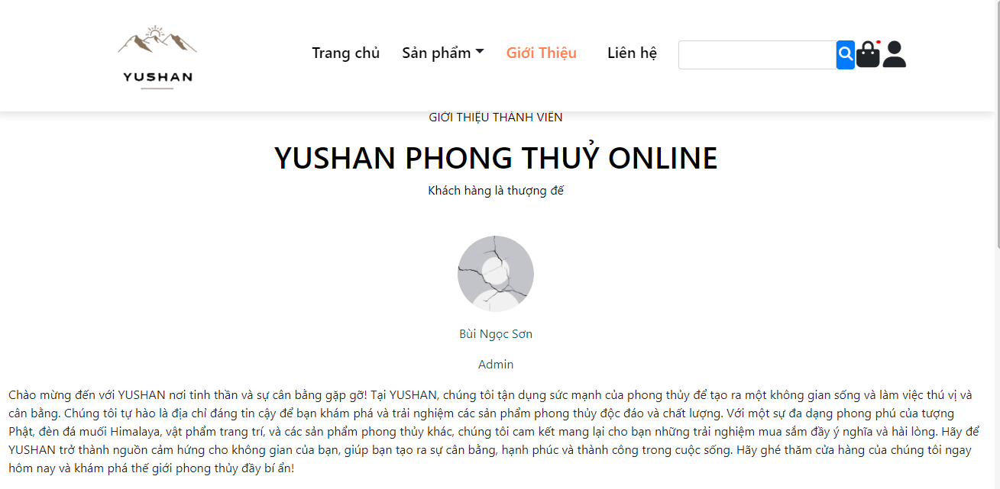 YUSHAN
Trang chủ
Sản phẩm
Giới Thiệu
Liên hệ
GIỚI THIỆU THÀNH VIÊN
YUSHAN PHONG THUỶ ONLINE
Khách hàng là thượng đế
Bùi Ngọc Sơn
Admin
Chào mừng đến với YUSHAN nơi tinh thần và sự cân bằng gặp gỡ! Tại YUSHAN, chúng tôi tận dụng sức mạnh của phong thủy để tạo ra một không gian sống và làm việc thú vị và
cân bằng. Chúng tôi tự hào là địa chỉ đáng tin cậy để bạn khám phá và trải nghiệm các sản phẩm phong thủy độc đáo và chất lượng. Với một sự đa dạng phong phú của tượng
Phật, đèn đá muối Himalaya, vật phẩm trang trí, và các sản phẩm phong thủy khác, chúng tôi cam kết mang lại cho bạn những trải nghiệm mua sắm đầy ý nghĩa và hài lòng. Hãy để
YUSHAN trở thành nguồn cảm hứng cho không gian của bạn, giúp bạn tạo ra sự cân bằng, hạnh phúc và thành công trong cuộc sống. Hãy ghé thăm cửa hàng của chúng tôi ngay
hôm nay và khám phá thế giới phong thủy đầy bí ẩn!